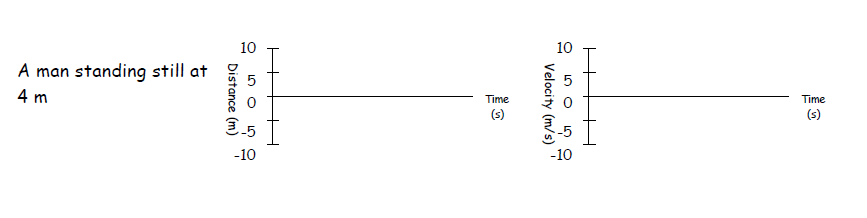 A man standing still at
4 m
10
5
0
-5
-10
Distance (m)
Time
(s)
10
5
0
-5
-10
Velocity (m/s)
Time
(s)